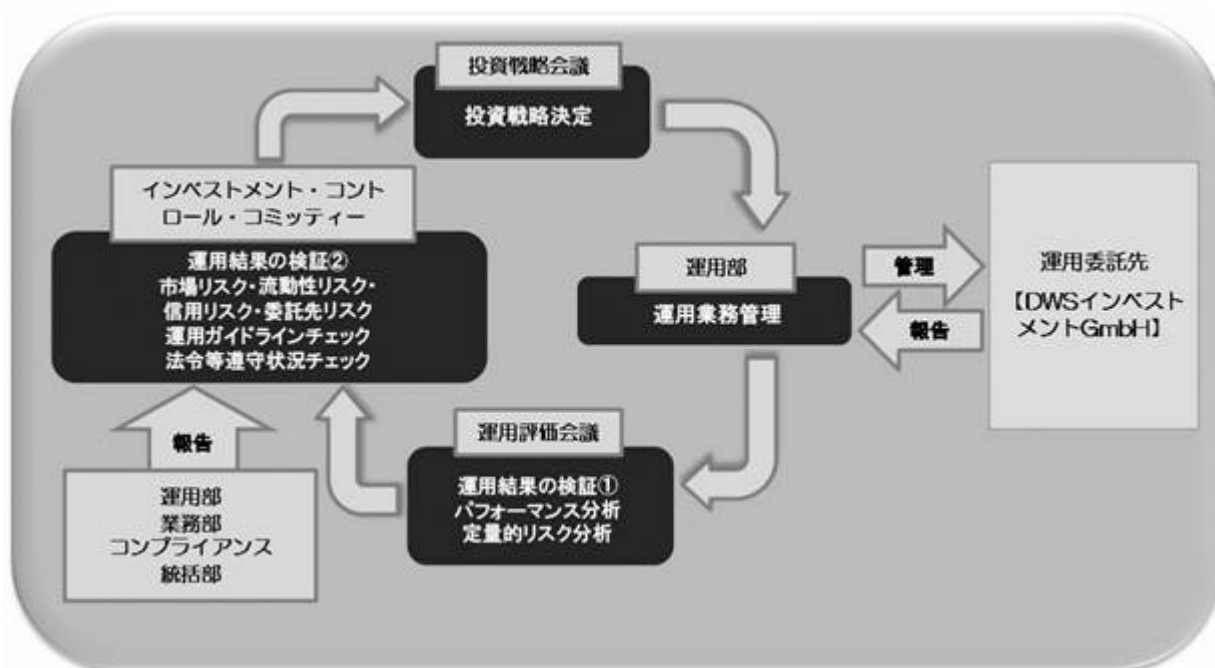 投資戦略会議
投資戦略決定
インベストメント・コント
ロール・コミッティー
運用結果の検証②
市場リスク・流動性リスク・
信用リスク・委託先リスク
運用ガイドラインチェック
法令等遵守状況チェック
運用部
運用業務管理
管理
報告
運用委託先
【DWSインベスト
メントGmbH】
運用評価会議
運用結果の検証①
パフォーマンス分析
定量的リスク分析
報告
運用部
業務部
コンプライアンス
統括部